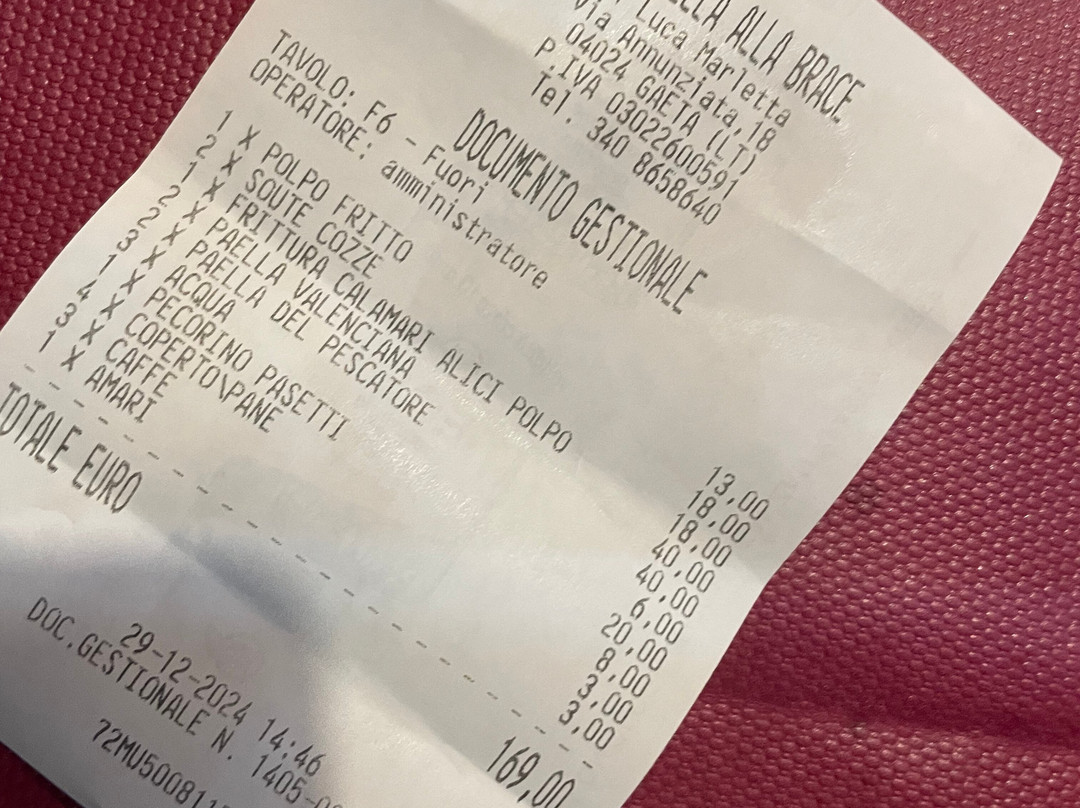 ALLA BRACE
Luca Marletta
Via Annunziata,18
04024 GAETA (LT)
P.IVA 03022600591
Tel. 340 8658640
DOCUMENTO GESTIONALE
TAVOLO: F6 - Fuori
OPERATORE: amministratore
1 X POLPO FRITTO 13,00
2 X SOUTE COZZE 18,00
1 X FRITTURA CALAMARI ALICI POLPO 18,00
2 X PAELLA VALENCIANA 40,00
2 X PAELLA DEL PESCATORE 40,00
3 X ACQUA 6,00
1 X PECORINO PASETTI 20,00
4 X COPERTO\PANE 8,00
3 X CAFFE 3,00
1 X AMARI 3,00
TOTALE EURO 169,00
29-12-2024 14:46
DOC.GESTIONALE N. 1405-